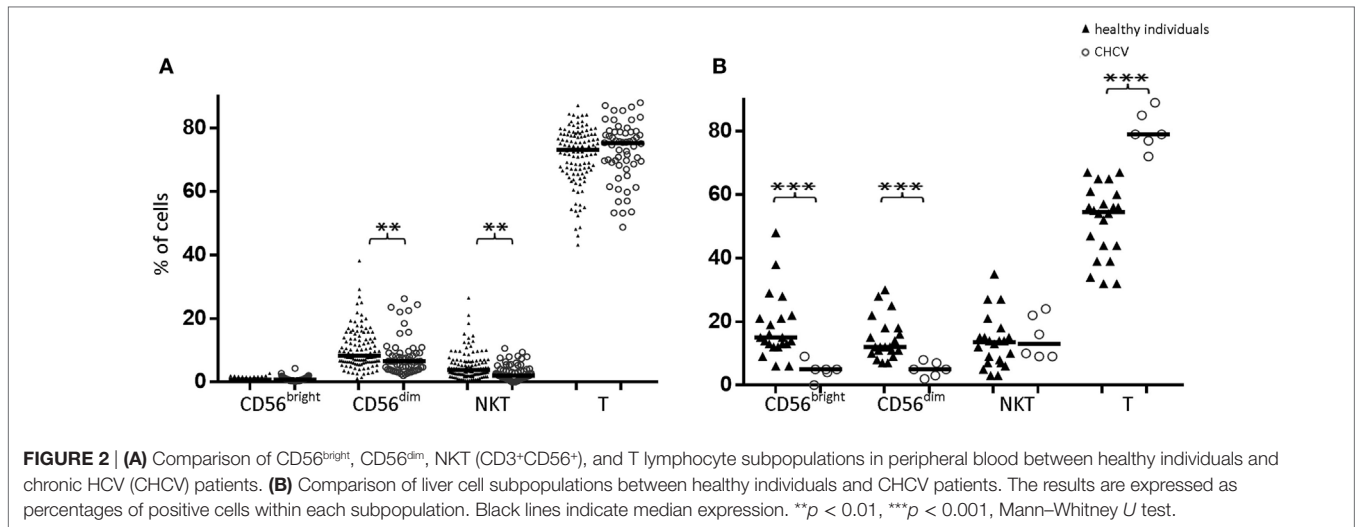 ▲ healthy individuals
○ CHCV
A
B
% of cells
80
60
40
20
0
** **
CD56bright CD56dim NKT T
80
60
40
20
0
*** *** ***
CD56bright CD56dim NKT T
FIGURE 2 | (A) Comparison of CD56bright, CD56dim, NKT (CD3+CD56+), and T lymphocyte subpopulations in peripheral blood between healthy individuals and
chronic HCV (CHCV) patients. (B) Comparison of liver cell subpopulations between healthy individuals and CHCV patients. The results are expressed as
percentages of positive cells within each subpopulation. Black lines indicate median expression. **p < 0.01, ***p < 0.001, Mann–Whitney U test.